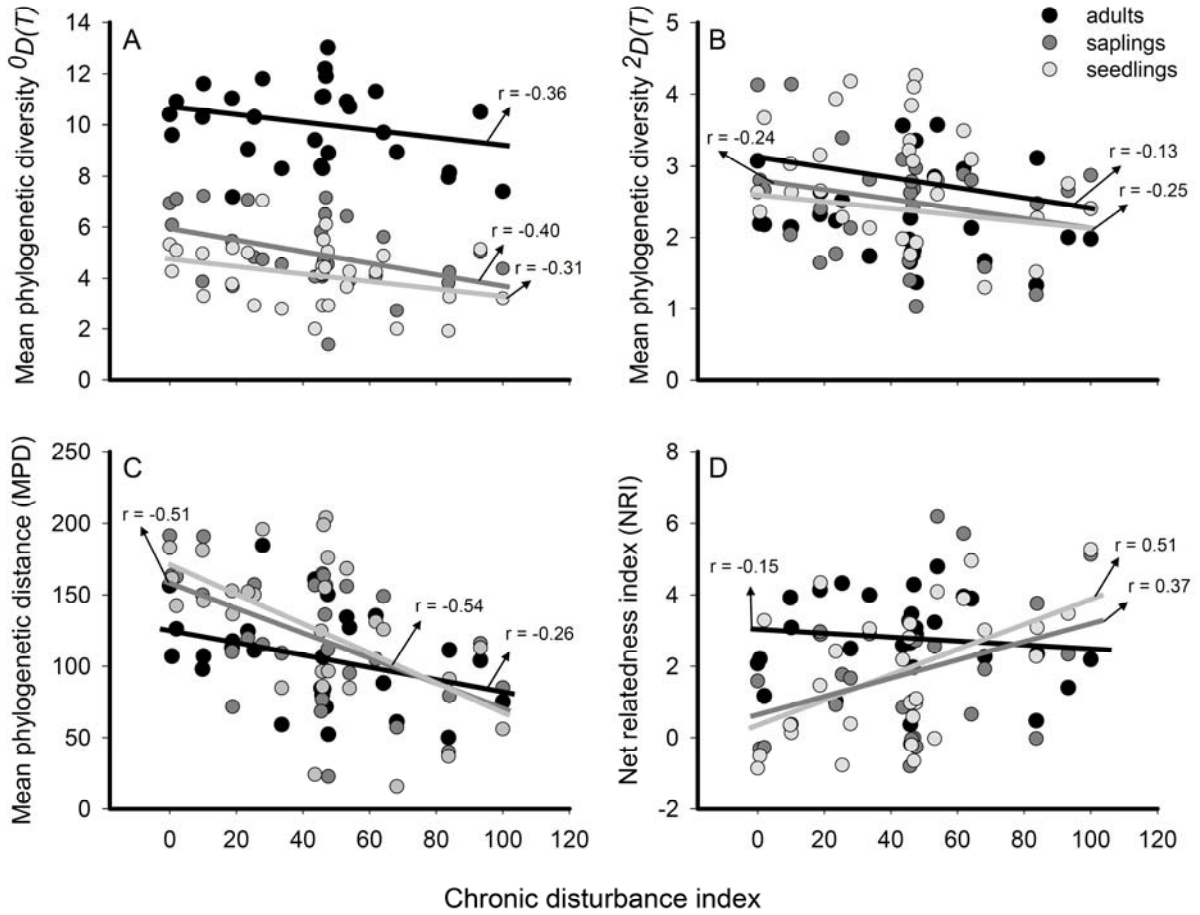 A
Mean phylogenetic diversity ⁰D(T)
14
12
10
8
6
4
2
0
r = -0.36
r = -0.40
r = -0.31
B
Mean phylogenetic diversity ²D(T)
5
4
3
2
1
0
adults
saplings
seedlings
r = -0.24
r = -0.13
r = -0.25
C
Mean phylogenetic distance (MPD)
250
200
150
100
50
0
r = -0.51
r = -0.54
r = -0.26
0 20 40 60 80 100 120
D
Net relatedness index (NRI)
8
6
4
2
0
-2
r = -0.15
r = 0.51
r = 0.37
0 20 40 60 80 100 120
Chronic disturbance index